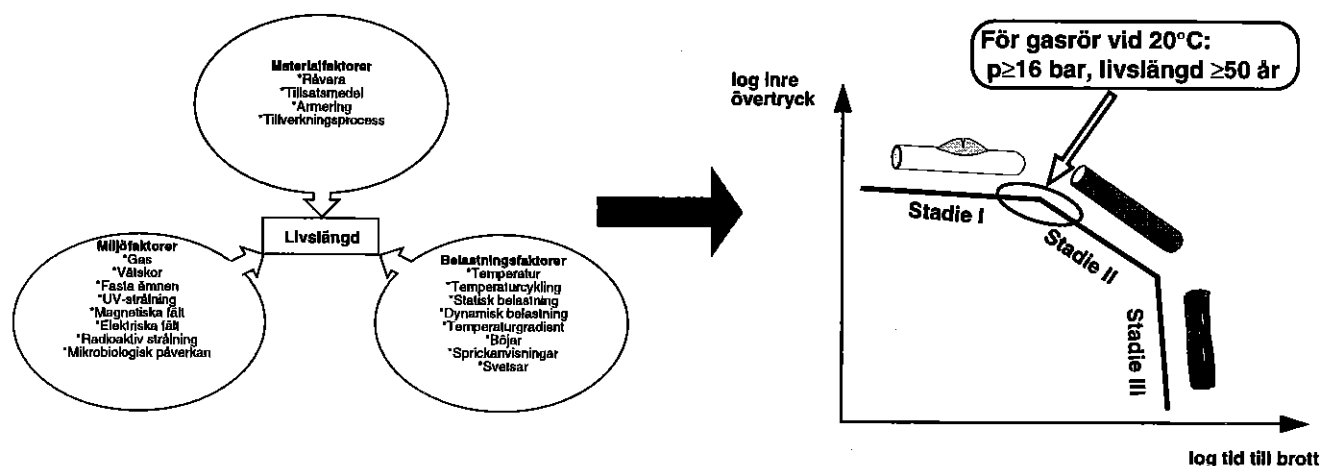 Materialfaktorer
*Råvara
*Tillsatsmedel
*Armering
*Tillverkningsprocess
Livslängd
Miljöfaktorer
*Gas
*Vätskor
*Fasta ämnen
*UV-strålning
*Magnetiska fält
*Elektriska fält
*Radioaktiv strålning
*Mikrobiologisk påverkan
Belastningsfaktorer
*Temperatur
*Temperaturcykling
*Statisk belastning
*Dynamisk belastning
*Temperaturgradient
*Böjar
*Sprickanvisningar
*Svetsar
För gasrör vid 20°C:
p≥16 bar, livslängd ≥50 år
log inre
övertryck
Stadie I
Stadie II
Stadie III
log tid till brott